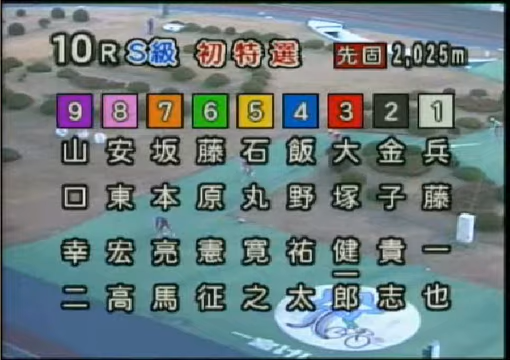 10R S級 初特選 先固 2,025m
9 8 7 6 5 4 3 2 1
山口幸二
安東宏高
坂本亮馬
藤原憲征
石丸寛之
飯野祐太
大塚健一郎
金子貴志
兵藤一也